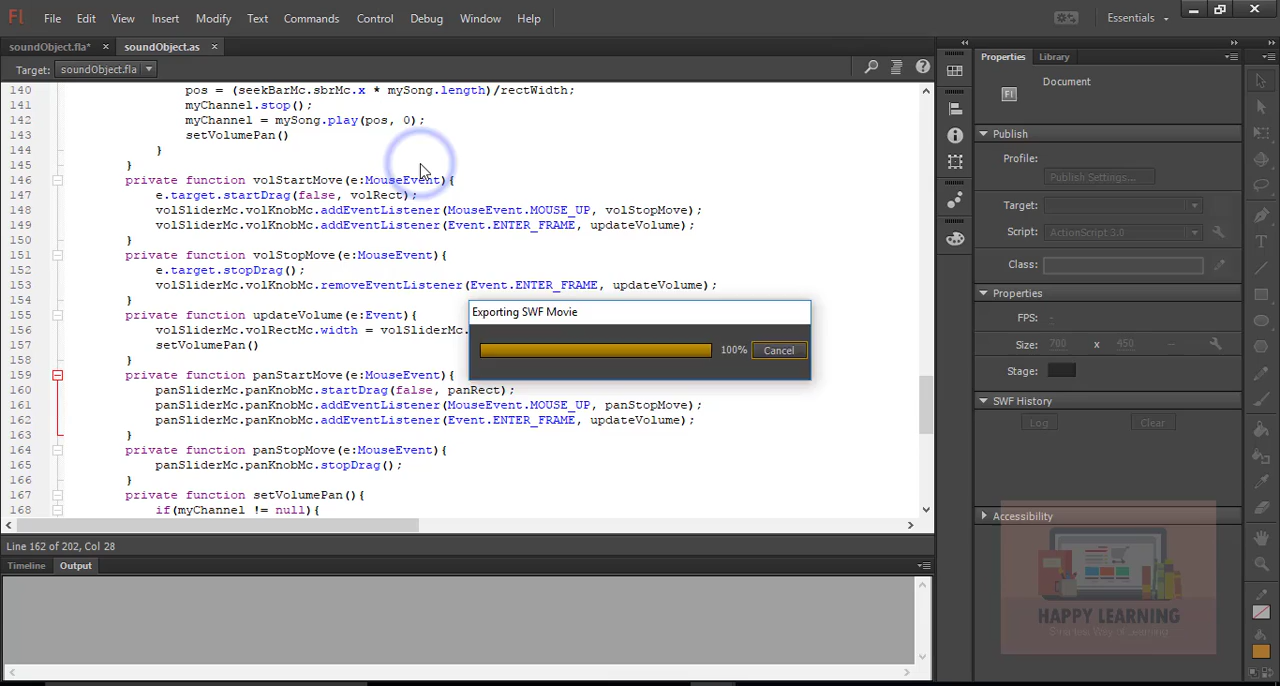 Fl File Edit View Insert Modify Text Commands Control Debug Window Help Essentials
soundObject.fla* × soundObject.as ×
Target: soundObject.fla
140 pos = (seekBarMc.sbrMc.x * mySong.length)/rectWidth;
141 myChannel.stop();
142 myChannel = mySong.play(pos, 0);
143 setVolumePan()
144 }
145 }
146 private function volStartMove(e:MouseEvent){
147 e.target.startDrag(false, volRect);
148 volSliderMc.volKnobMc.addEventListener(MouseEvent.MOUSE_UP, volStopMove);
149 volSliderMc.volKnobMc.addEventListener(Event.ENTER_FRAME, updateVolume);
150 }
151 private function volStopMove(e:MouseEvent){
152 e.target.stopDrag();
153 volSliderMc.volKnobMc.removeEventListener(Event.ENTER_FRAME, updateVolume);
154 }
155 private function updateVolume(e:Event){
156 volSliderMc.volRectMc.width = volSliderMc.
157 setVolumePan()
158 }
159 private function panStartMove(e:MouseEvent){
160 panSliderMc.panKnobMc.startDrag(false, panRect);
161 panSliderMc.panKnobMc.addEventListener(MouseEvent.MOUSE_UP, panStopMove);
162 panSliderMc.panKnobMc.addEventListener(Event.ENTER_FRAME, updateVolume);
163 }
164 private function panStopMove(e:MouseEvent){
165 panSliderMc.panKnobMc.stopDrag();
166 }
167 private function setVolumePan(){
168 if(myChannel != null){
Exporting SWF Movie
100% Cancel
Line 162 of 202, Col 28
Timeline Output
Properties Library
Fl Document
Publish
Profile:
Publish Settings...
Target:
Script: ActionScript 3.0
Class:
Properties
FPS: -
Size: 700 x 450
Stage:
SWF History
Log Clear
Accessibility
HAPPY LEARNING